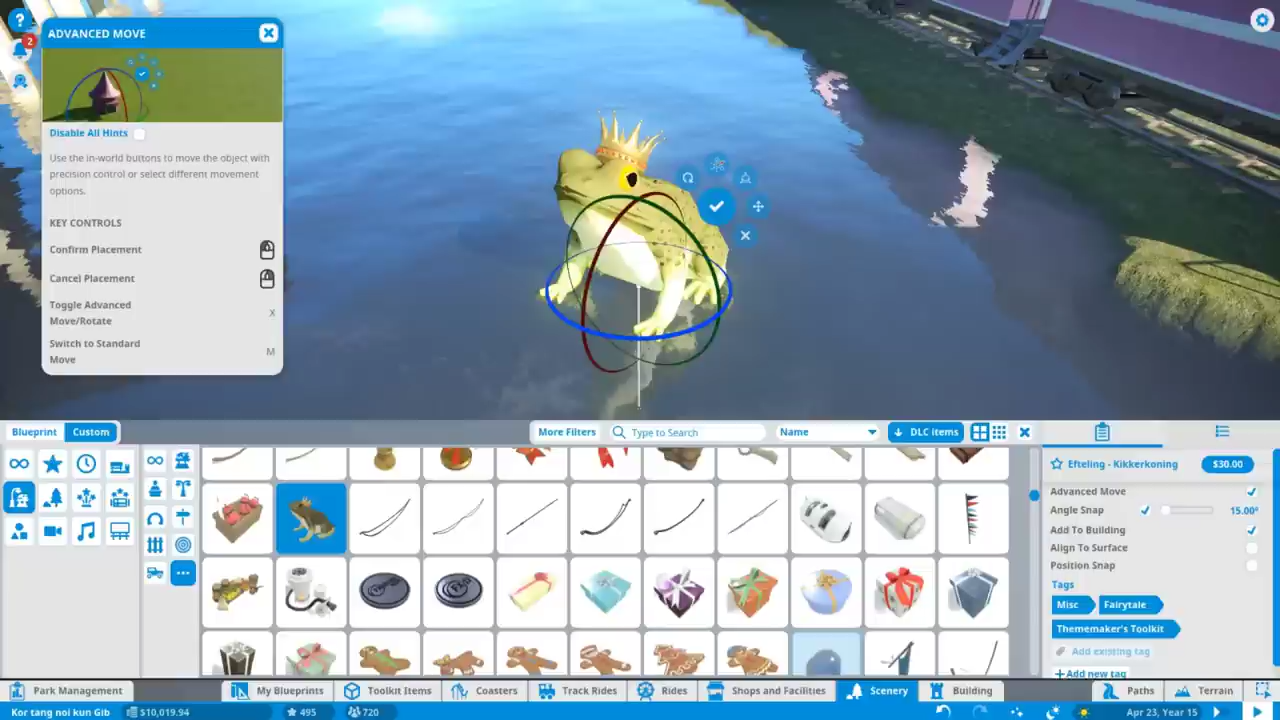 ?
2
ADVANCED MOVE
Disable All Hints
Use the in-world buttons to move the object with
precision control or select different movement
options.
KEY CONTROLS
Confirm Placement
Cancel Placement
Toggle Advanced
Move/Rotate
X
Switch to Standard
Move
M
Blueprint
Custom
More Filters
Type to Search
Name
DLC items
Efteling - Kikkerkoning
$30.00
Advanced Move
Angle Snap
15.00°
Add To Building
Align To Surface
Position Snap
Tags
Misc
Fairytale
Thememaker's Toolkit
Add existing tag
+Add new tag
Park Management
My Blueprints
Toolkit Items
Coasters
Track Rides
Rides
Shops and Facilities
Scenery
Building
Paths
Terrain
Kor tang noi kun Gib
$10,019.94
495
720
Apr 23, Year 15